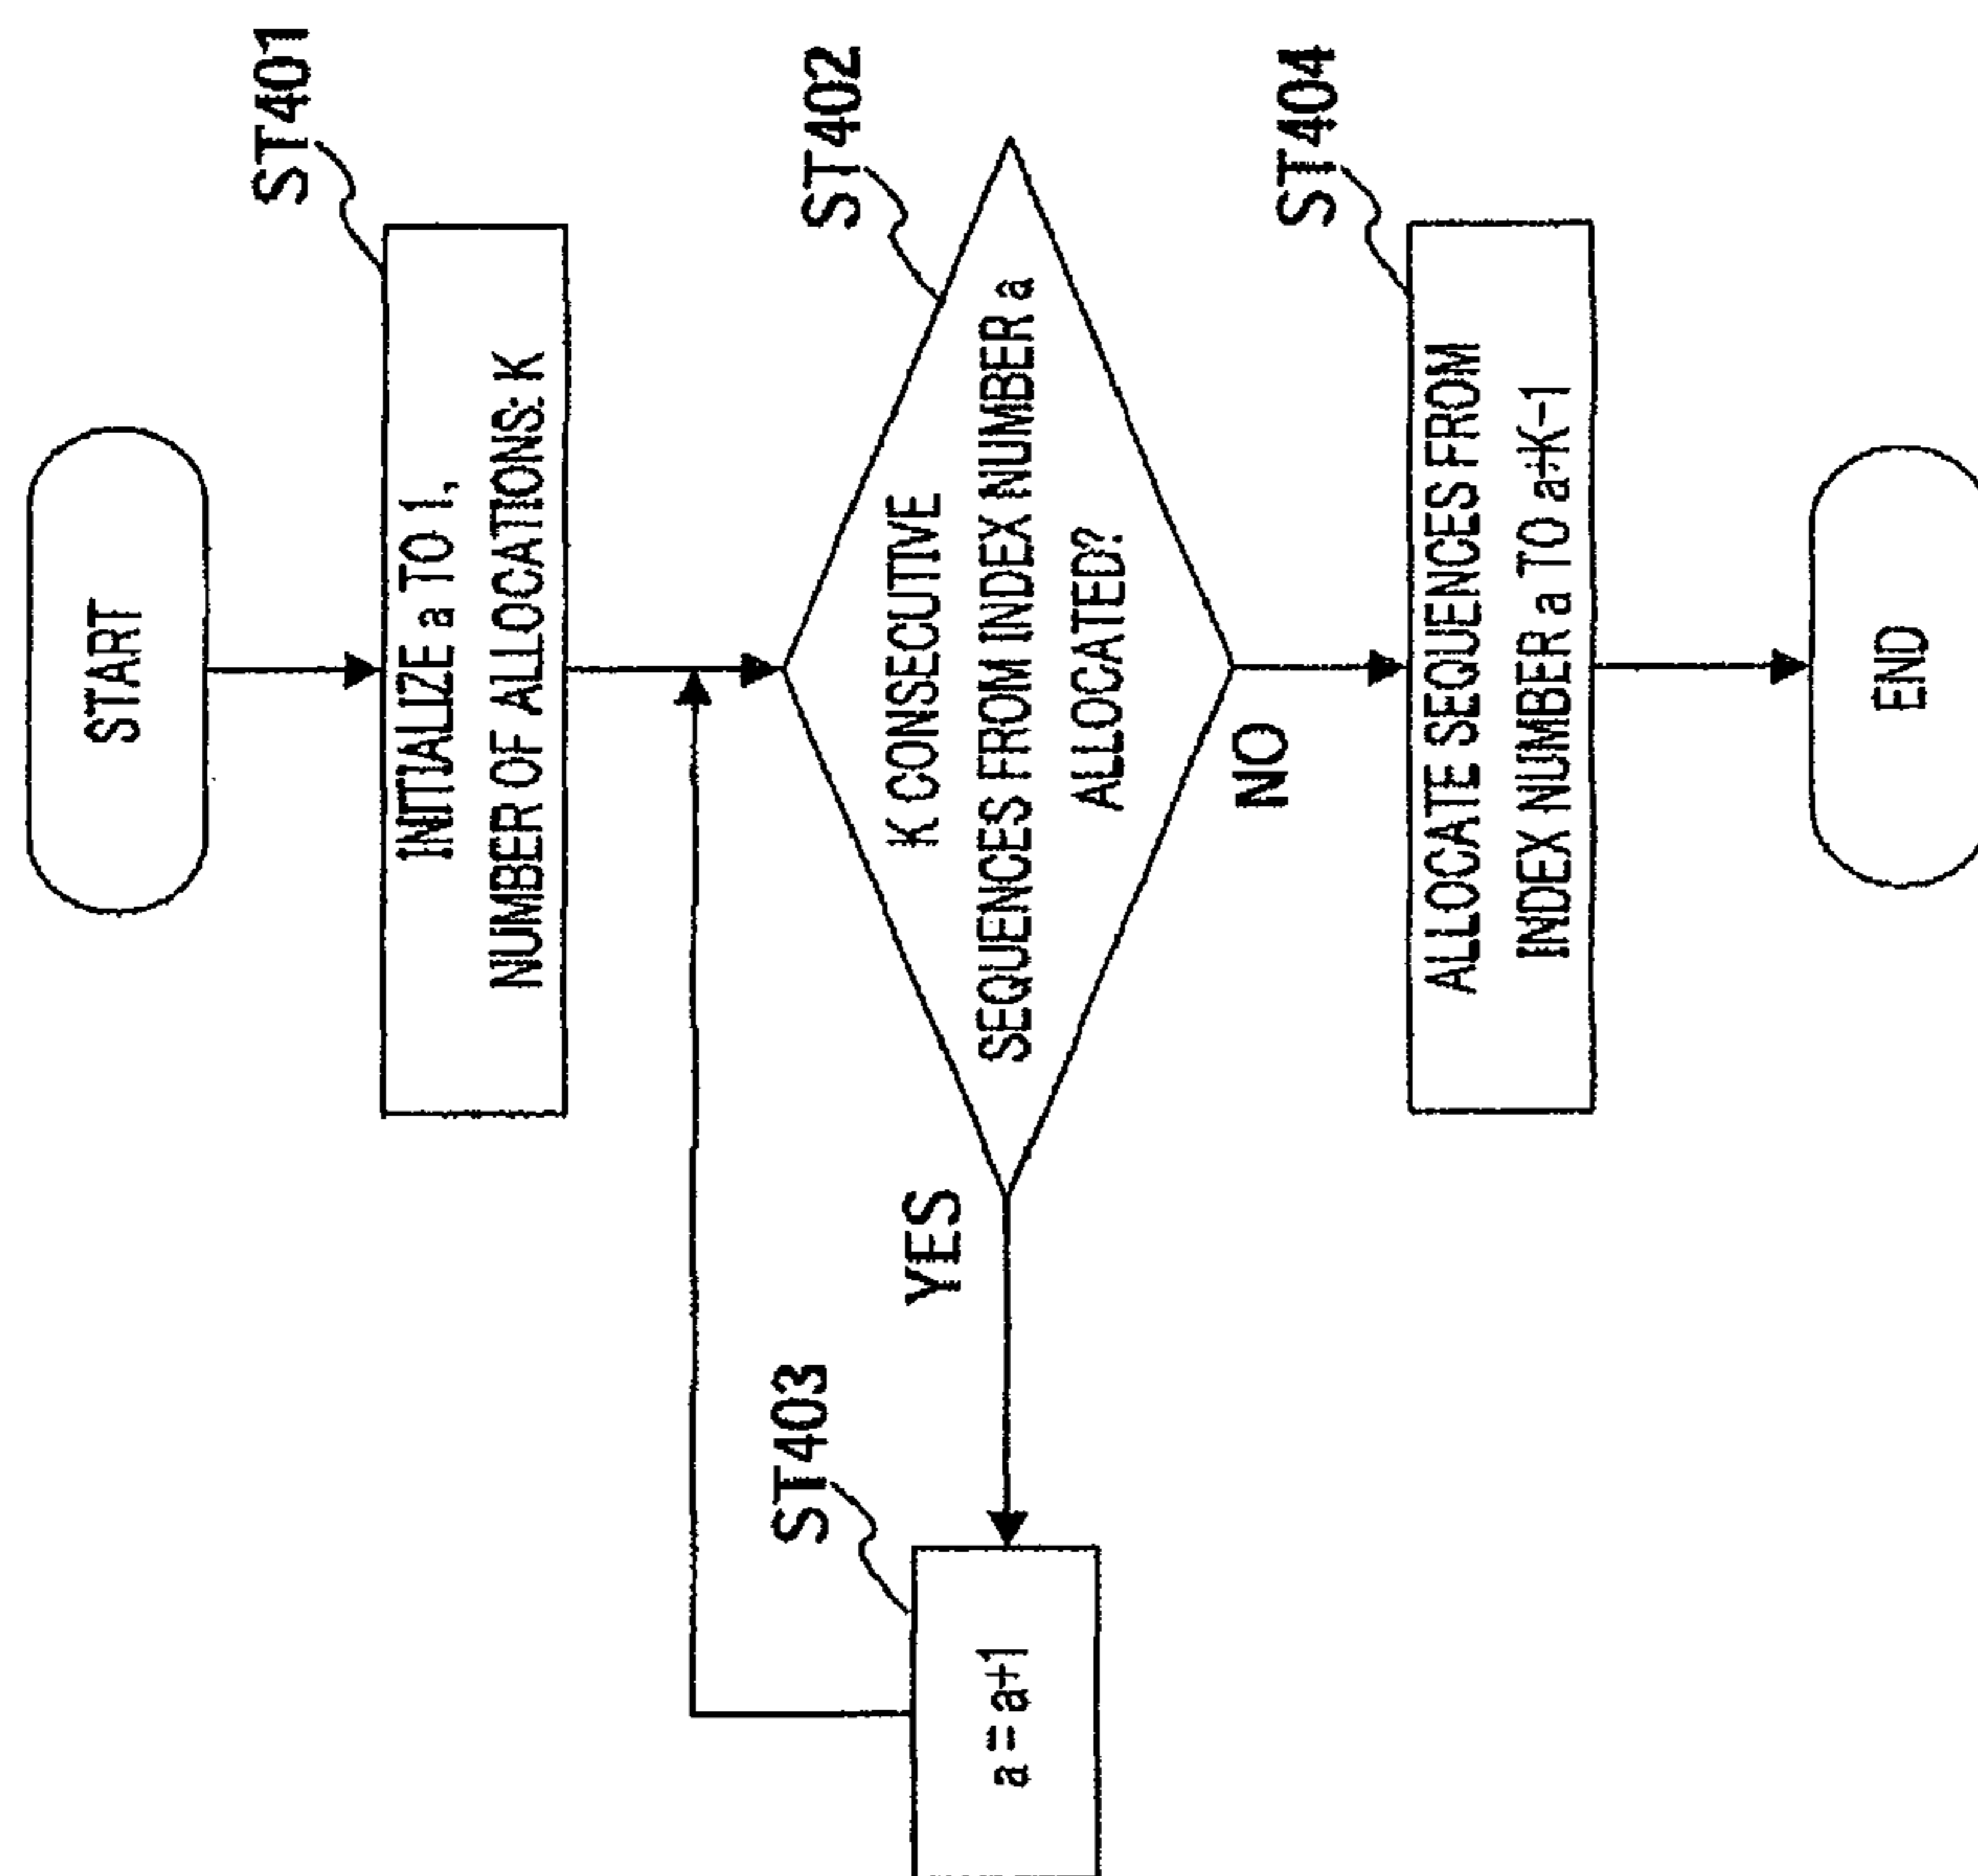 START
ST401
INITIALIZE a TO 1,
NUMBER OF ALLOCATIONS: K
ST402
K CONSECUTIVE
SEQUENCES FROM INDEX NUMBER a
ALLOCATED?
YES
NO
ST403
a = a+1
ST404
ALLOCATE SEQUENCES FROM
INDEX NUMBER a TO a+K-1
END